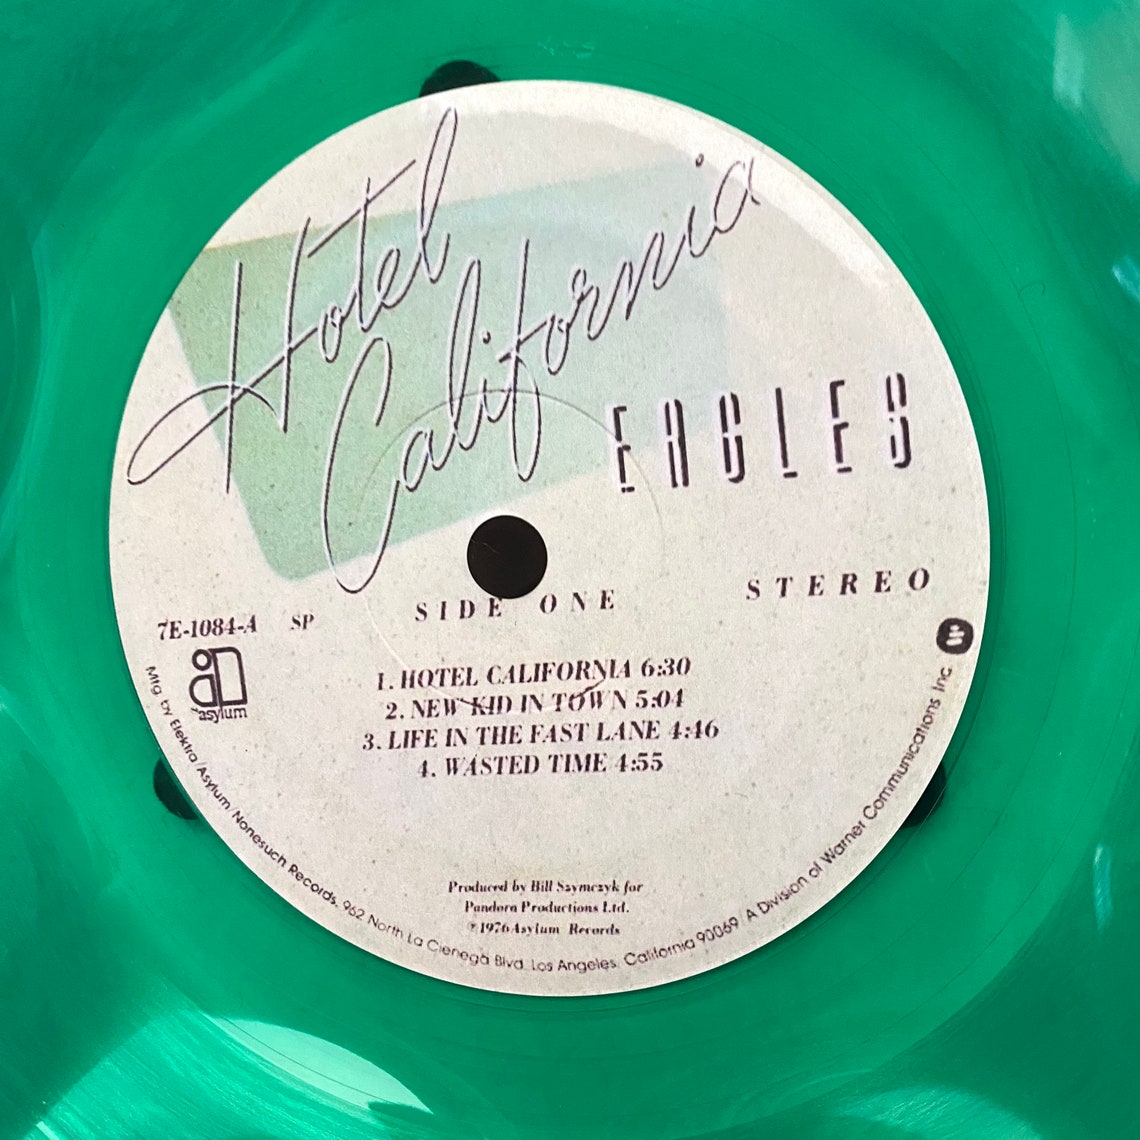 Hotel
California
EAGLES
STEREO
SIDE ONE
7E-1084-A SP
asylum
1. HOTEL CALIFORNIA 6:30
2. NEW KID IN TOWN 5:04
3. LIFE IN THE FAST LANE 4:46
4. WASTED TIME 4:55
Produced by Bill Szymczyk for
Pandora Productions Ltd.
℗ 1976 Asylum Records
Mfg by Elektra/Asylum/Nonesuch Records, 962 North La Cienega Blvd. Los Angeles, California 90069 A Division of Warner Communications Inc